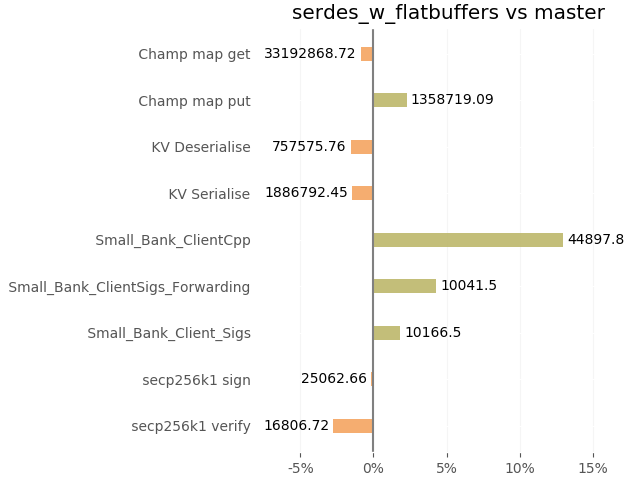 serdes_w_flatbuffers vs master
Champ map get 33192868.72
Champ map put 1358719.09
KV Deserialise 757575.76
KV Serialise 1886792.45
Small_Bank_ClientCpp 44897.8
Small_Bank_ClientSigs_Forwarding 10041.5
Small_Bank_Client_Sigs 10166.5
secp256k1 sign 25062.66
secp256k1 verify 16806.72
-5% 0% 5% 10% 15%